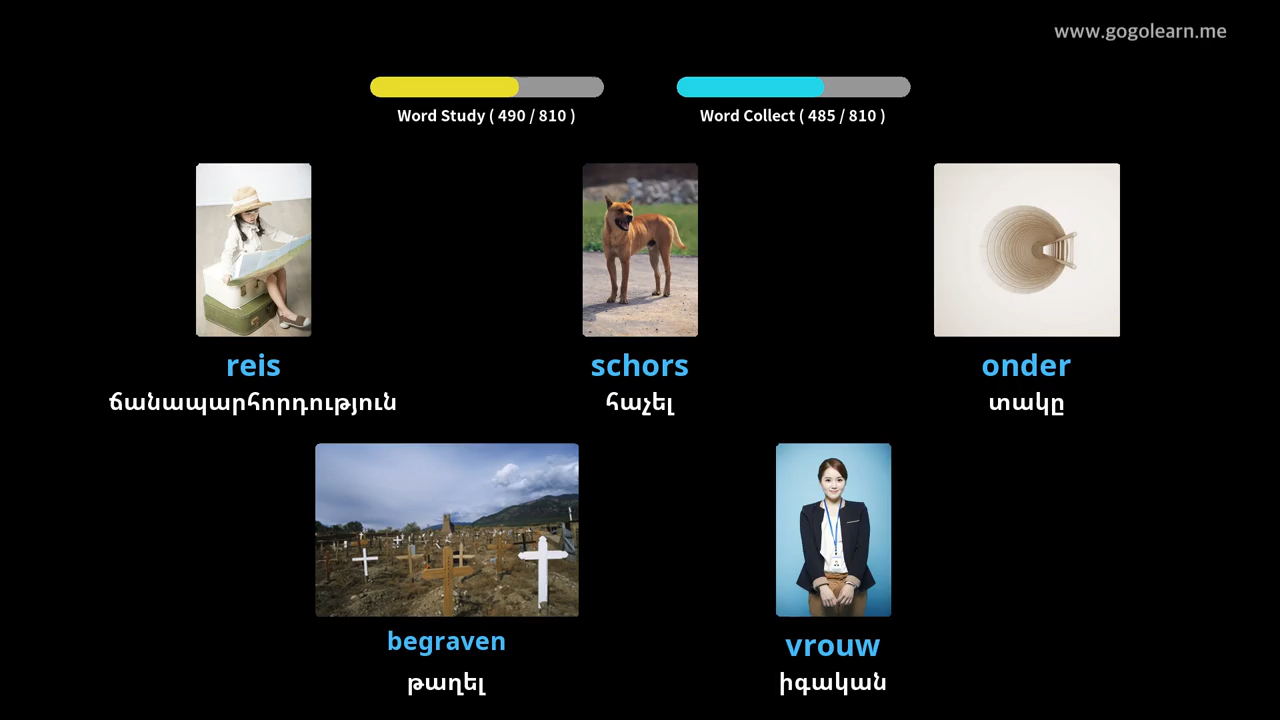 www.gogolearn.me
Word Study ( 490 / 810 )
Word Collect ( 485 / 810 )
reis
ճանապարհորդություն
schors
հաչել
onder
տակը
begraven
թաղել
vrouw
իգական